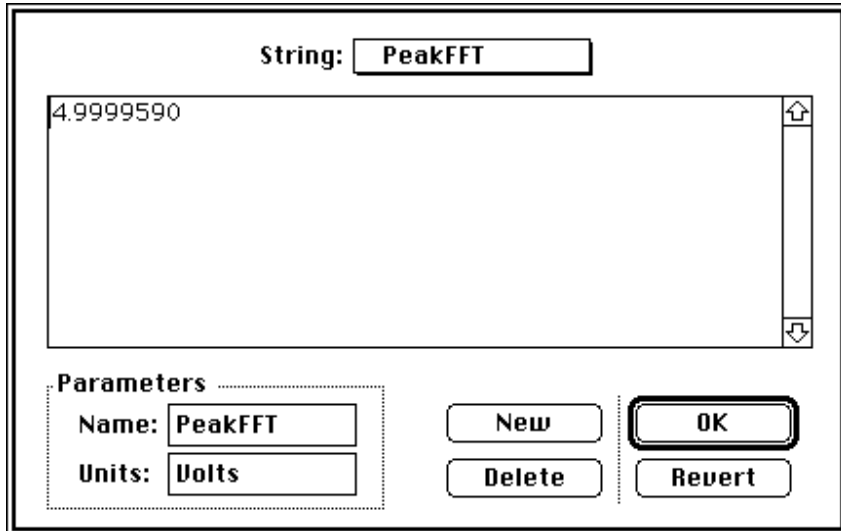 String: PeakFFT
4.9999590
Parameters
Name: PeakFFT
Units: Volts
New
OK
Delete
Revert